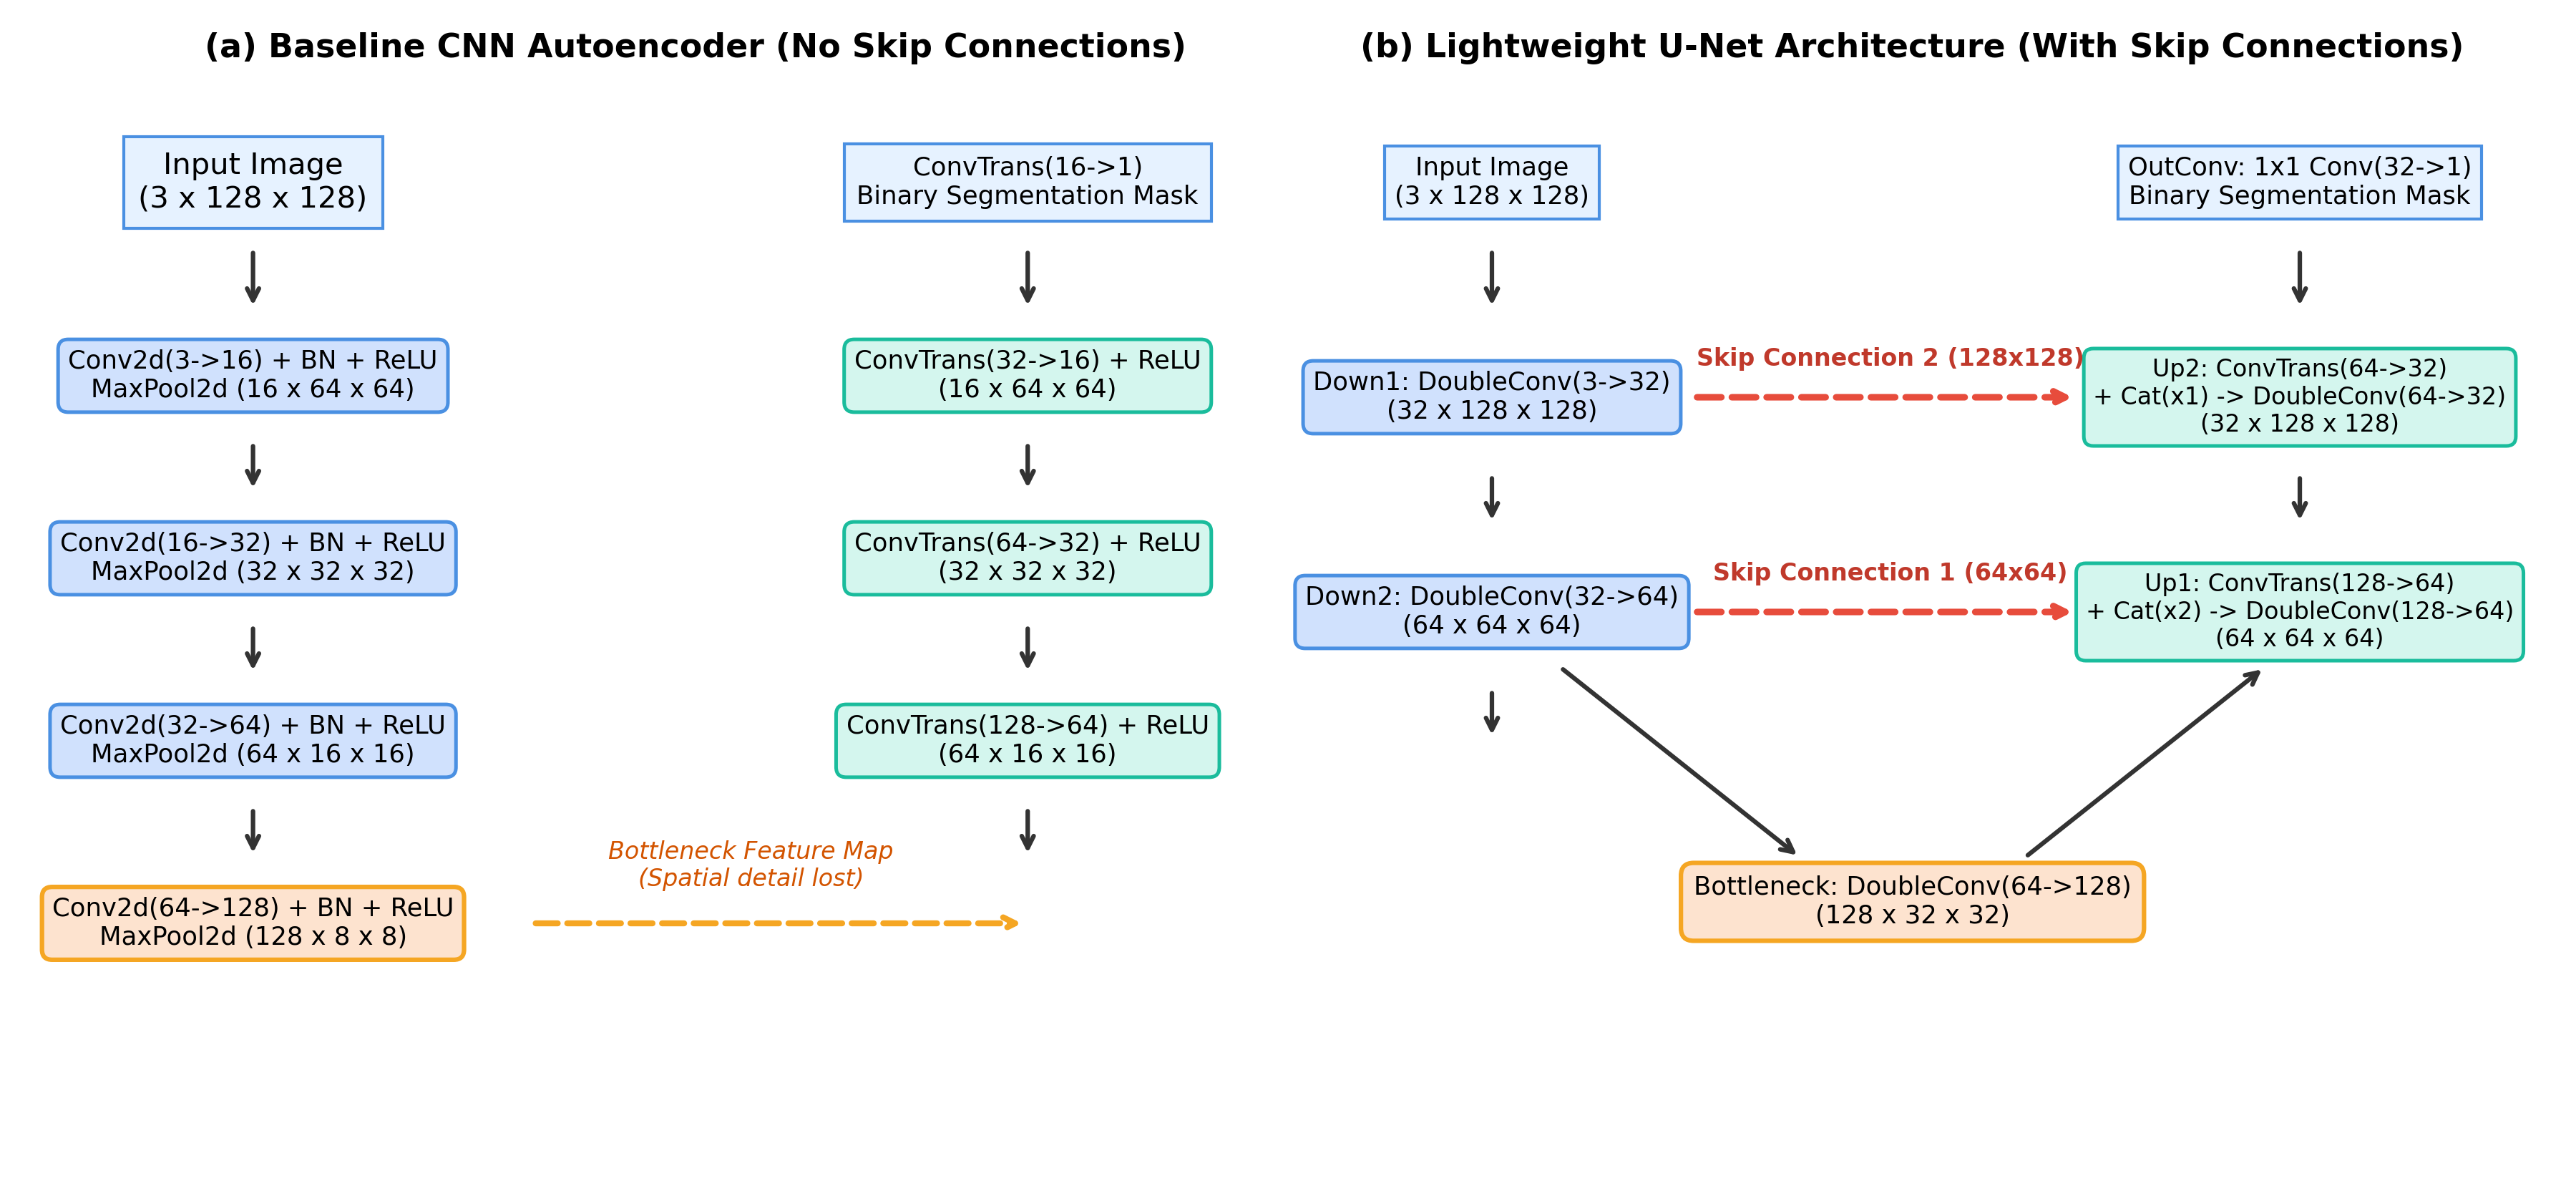 (a) Baseline CNN Autoencoder (No Skip Connections)
Input Image
(3 x 128 x 128)
Conv2d(3->16) + BN + ReLU
MaxPool2d (16 x 64 x 64)
Conv2d(16->32) + BN + ReLU
MaxPool2d (32 x 32 x 32)
Conv2d(32->64) + BN + ReLU
MaxPool2d (64 x 16 x 16)
Conv2d(64->128) + BN + ReLU
MaxPool2d (128 x 8 x 8)
Bottleneck Feature Map
(Spatial detail lost)
ConvTrans(16->1)
Binary Segmentation Mask
ConvTrans(32->16) + ReLU
(16 x 64 x 64)
ConvTrans(64->32) + ReLU
(32 x 32 x 32)
ConvTrans(128->64) + ReLU
(64 x 16 x 16)
(b) Lightweight U-Net Architecture (With Skip Connections)
Input Image
(3 x 128 x 128)
Down1: DoubleConv(3->32)
(32 x 128 x 128)
Down2: DoubleConv(32->64)
(64 x 64 x 64)
Skip Connection 2 (128x128)
Skip Connection 1 (64x64)
Bottleneck: DoubleConv(64->128)
(128 x 32 x 32)
OutConv: 1x1 Conv(32->1)
Binary Segmentation Mask
Up2: ConvTrans(64->32)
+ Cat(x1) -> DoubleConv(64->32)
(32 x 128 x 128)
Up1: ConvTrans(128->64)
+ Cat(x2) -> DoubleConv(128->64)
(64 x 64 x 64)